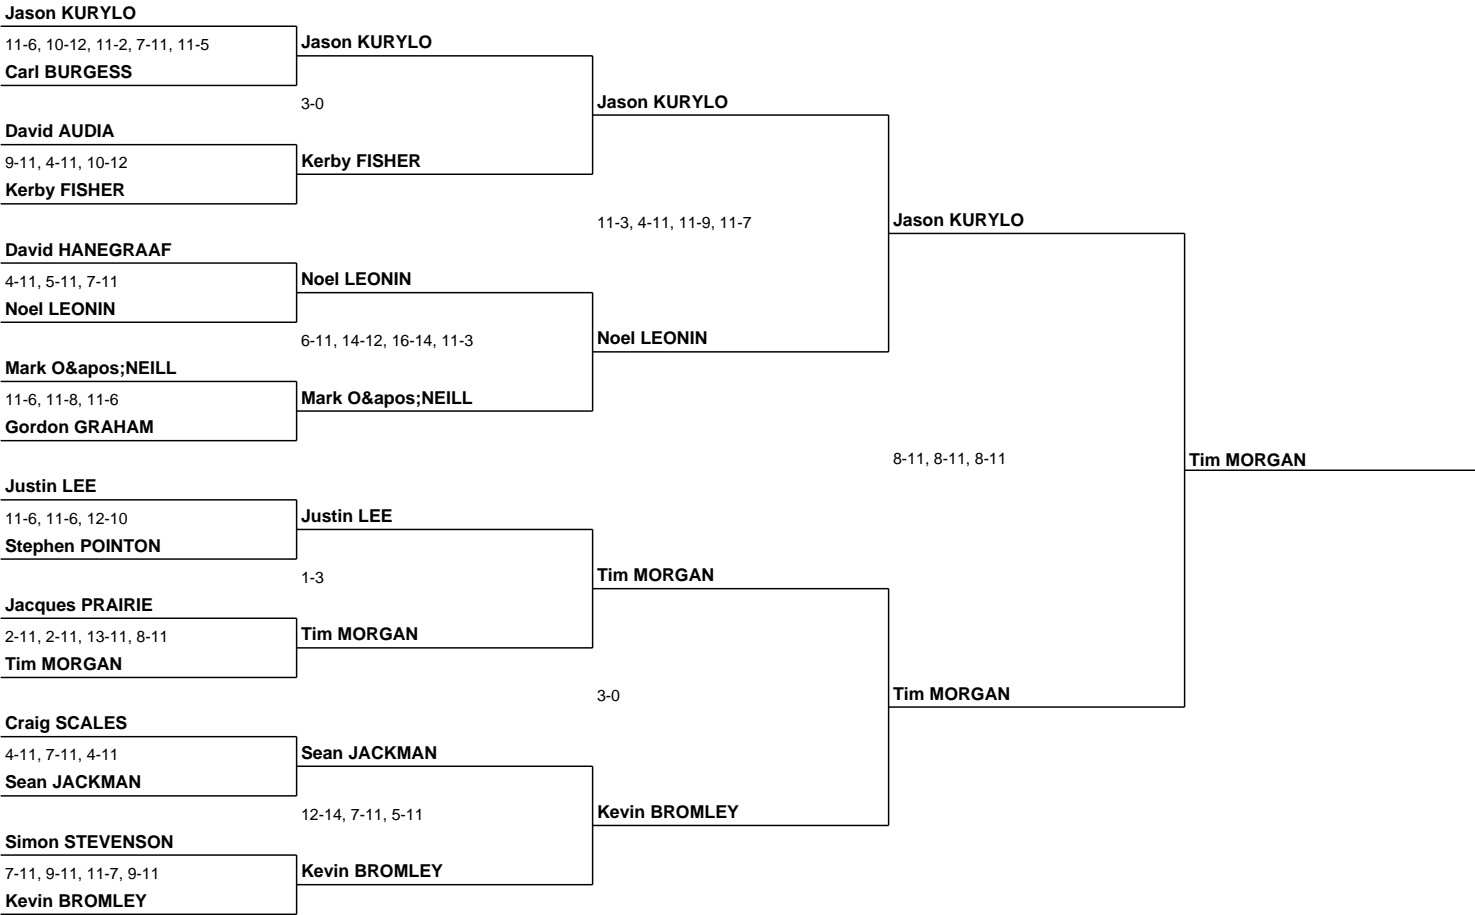 Jason KURYLO
11-6, 10-12, 11-2, 7-11, 11-5
Carl BURGESS
David AUDIA
9-11, 4-11, 10-12
Kerby FISHER
David HANEGRAAF
4-11, 5-11, 7-11
Noel LEONIN
Mark O&apos;NEILL
11-6, 11-8, 11-6
Gordon GRAHAM
Justin LEE
11-6, 11-6, 12-10
Stephen POINTON
Jacques PRAIRIE
2-11, 2-11, 13-11, 8-11
Tim MORGAN
Craig SCALES
4-11, 7-11, 4-11
Sean JACKMAN
Simon STEVENSON
7-11, 9-11, 11-7, 9-11
Kevin BROMLEY
Jason KURYLO
3-0
Kerby FISHER
Noel LEONIN
6-11, 14-12, 16-14, 11-3
Mark O&apos;NEILL
Justin LEE
1-3
Tim MORGAN
Sean JACKMAN
12-14, 7-11, 5-11
Kevin BROMLEY
Jason KURYLO
11-3, 4-11, 11-9, 11-7
Noel LEONIN
Tim MORGAN
3-0
Kevin BROMLEY
Jason KURYLO
8-11, 8-11, 8-11
Tim MORGAN
Tim MORGAN